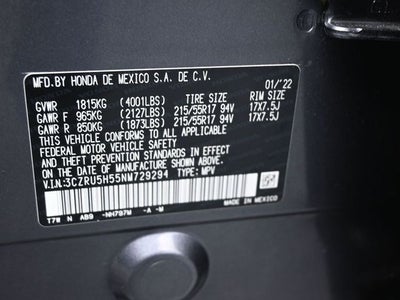 MFD.BY HONDA DE MEXICO S.A. DE C.V.
01/'22
GVWR 1815KG (4001LBS) TIRE SIZE RIM SIZE
GAWR F 965KG (2127LBS) 215/55R17 94V 17X7.5J
GAWR R 850KG (1873LBS) 215/55R17 94V 17X7.5J
THIS VEHICLE CONFORMS TO ALL APPLICABLE
FEDERAL MOTOR VEHICLE SAFETY STANDARDS IN EFFECT
ON THE DATE OF MANUFACTURE SHOWN ABOVE.
V.I.N:3CZRU5H55NM729294 TYPE: MPV
T7W N AB9 -NH797M -A -M
MADE IN MEXICO